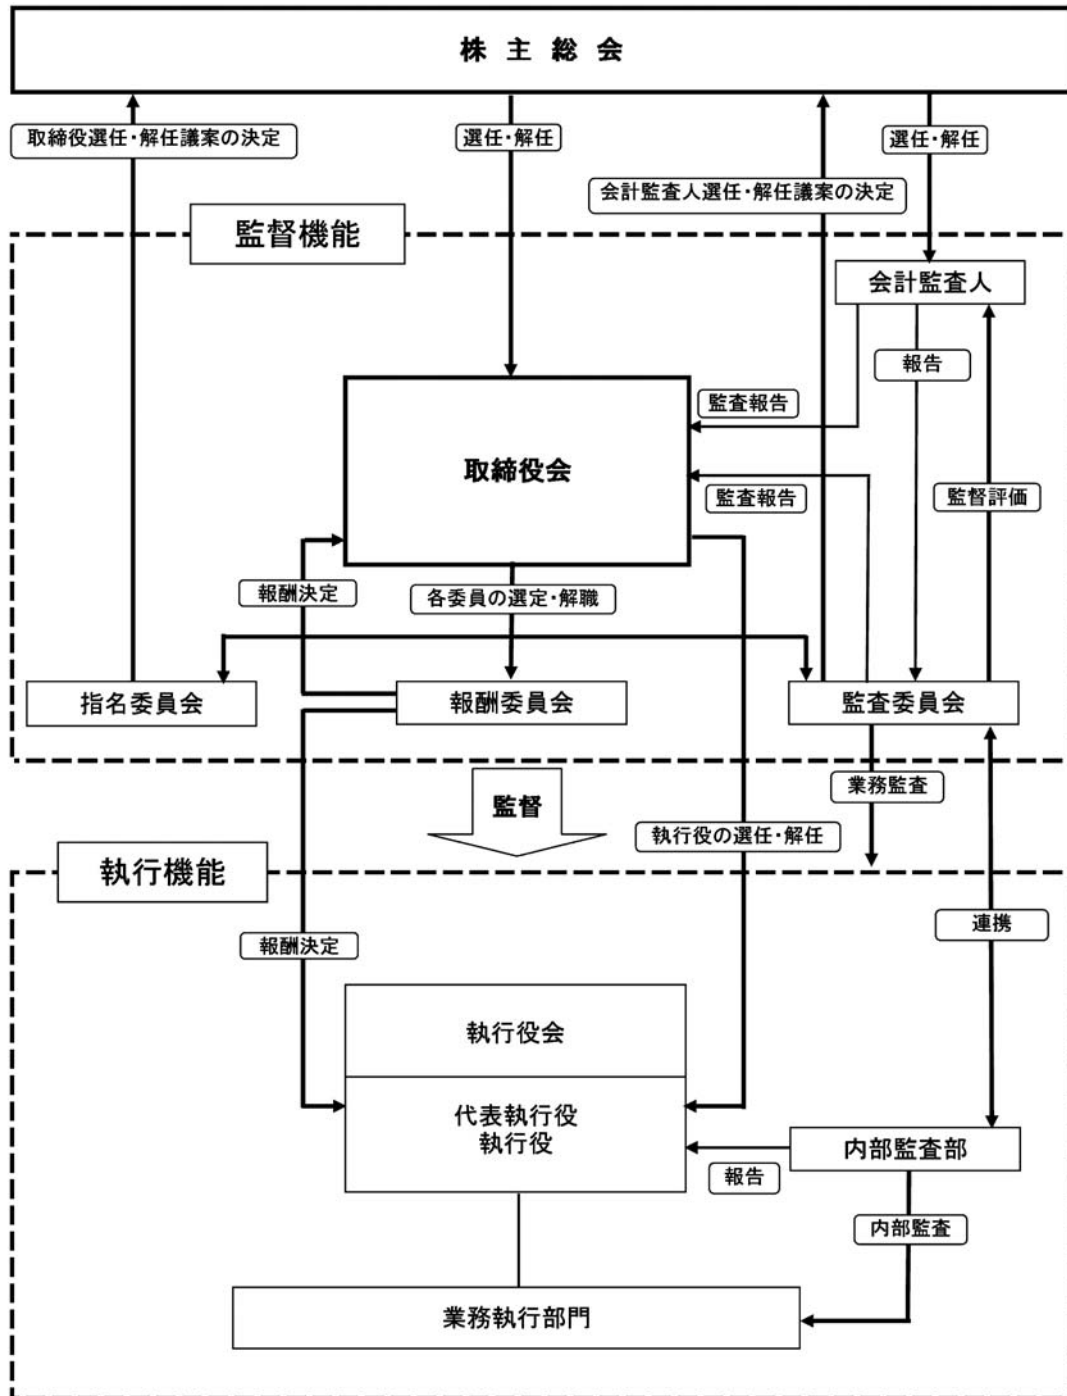 株 主 総 会
取締役選任・解任議案の決定
選任・解任
選任・解任
会計監査人選任・解任議案の決定
監督機能
会計監査人
報告
監査報告
取締役会
監査報告
監督評価
報酬決定
各委員の選定・解職
指名委員会
報酬委員会
監査委員会
監督
業務監査
執行役の選任・解任
執行機能
連携
報酬決定
執行役会
代表執行役
執行役
内部監査部
報告
内部監査
業務執行部門